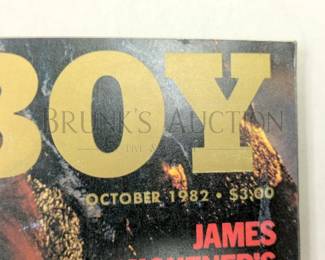 BOY
BRUNK'S AUCTION
OCTOBER 1982 • $3.00
JAMES